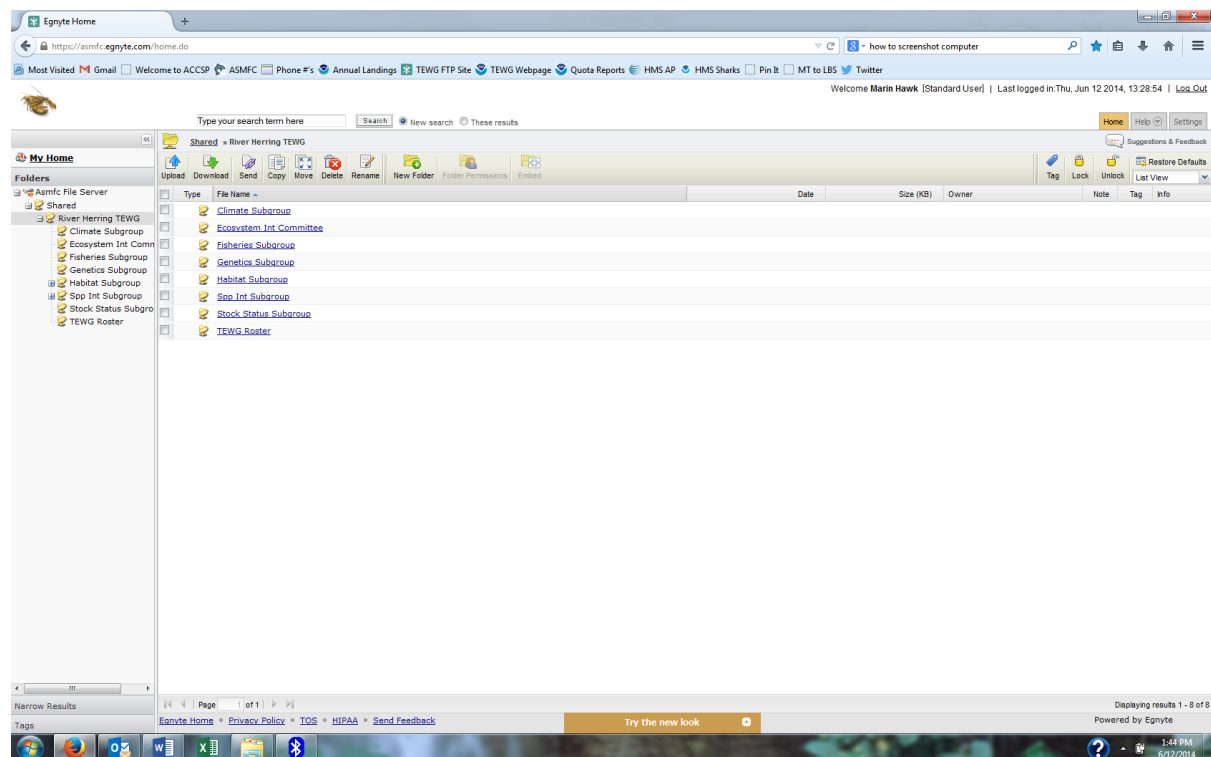 Egnyte Home
https://asmfc.egnyte.com/home.do
how to screenshot computer
Most Visited Gmail Welcome to ACCSP ASMFC Phone #'s Annual Landings TEWG FTP Site TEWG Webpage Quota Reports HMS AP HMS Sharks Pin It MT to LBS Twitter
Welcome Marin Hawk [Standard User] | Last logged in:Thu, Jun 12 2014, 13:28:54 | Log Out
Type your search term here Search New search These results
Home Help Settings
Shared » River Herring TEWG
Suggestions & Feedback
My Home
Folders
Upload Download Send Copy Move Delete Rename New Folder Folder Permissions Embed
Tag Lock Unlock
Restore Defaults
List View
Type File Name Date Size (KB) Owner Note Tag Info
Asmfc File Server
Shared
River Herring TEWG
Climate Subgroup
Ecosystem Int Comn
Fisheries Subgroup
Genetics Subgroup
Habitat Subgroup
Spp Int Subgroup
Stock Status Subgro
TEWG Roster
Climate Subgroup
Ecosystem Int Committee
Fisheries Subgroup
Genetics Subgroup
Habitat Subgroup
Spp Int Subgroup
Stock Status Subgroup
TEWG Roster
Narrow Results
Tags
Page 1 of 1
Displaying results 1 - 8 of 8
Egnyte Home • Privacy Policy • TOS • HIPAA • Send Feedback
Try the new look
Powered by Egnyte
1:44 PM
6/12/2014